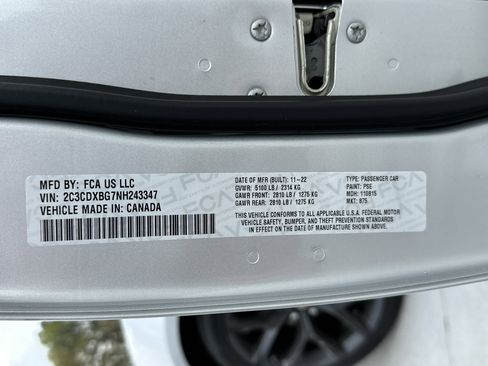 MFD BY: FCA US LLC
VIN: 2C3CDXBG7NH243347
VEHICLE MADE IN: CANADA
DATE OF MFR (BUILT): 11-22
GVWR: 5100 LB / 2314 KG
GAWR FRONT: 2810 LB / 1275 KG
GAWR REAR: 2810 LB / 1275 KG
TYPE: PASSENGER CAR
PAINT: PSE
MDH: 110815
MKT: 875
THIS VEHICLE CONFORMS TO ALL APPLICABLE U.S.A. FEDERAL MOTOR
VEHICLE SAFETY, BUMPER, AND THEFT PREVENTION STANDARDS
IN EFFECT ON THE DATE OF MANUFACTURE SHOWN ABOVE.